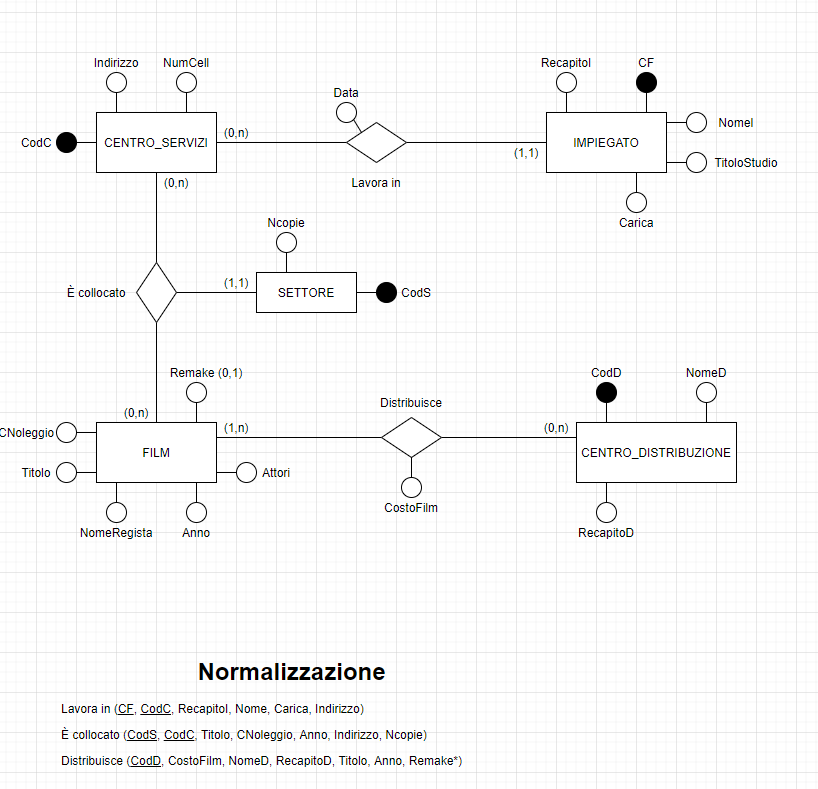 Indirizzo NumCell
Recapitol CF
Data
CodC CENTRO_SERVIZI (0,n) (1,1) IMPIEGATO NomeI
TitoloStudio
(0,n) Lavora in
Carica
Ncopie
È collocato (1,1) SETTORE CodS
Remake (0,1) CodD NomeD
Distribuisce
(0,n)
CNoleggio (1,n) (0,n)
FILM CENTRO_DISTRIBUZIONE
Titolo Attori
CostoFilm
NomeRegista Anno RecapitoD
Normalizzazione
Lavora in (CF, CodC, Recapitol, Nome, Carica, Indirizzo)
È collocato (CodS, CodC, Titolo, CNoleggio, Anno, Indirizzo, Ncopie)
Distribuisce (CodD, CostoFilm, NomeD, RecapitoD, Titolo, Anno, Remake*)